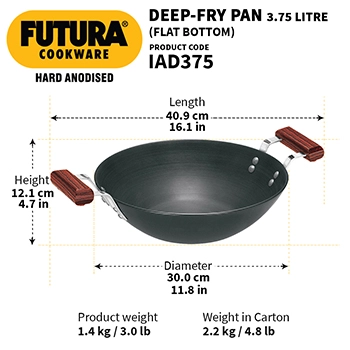 FUTURA®
COOKWARE
HARD ANODISED
DEEP-FRY PAN 3.75 LITRE
(FLAT BOTTOM)
PRODUCT CODE
IAD375
Length
40.9 cm
16.1 in
Height
12.1 cm
4.7 in
Diameter
30.0 cm
11.8 in
Product weight
1.4 kg / 3.0 lb
Weight in Carton
2.2 kg / 4.8 lb